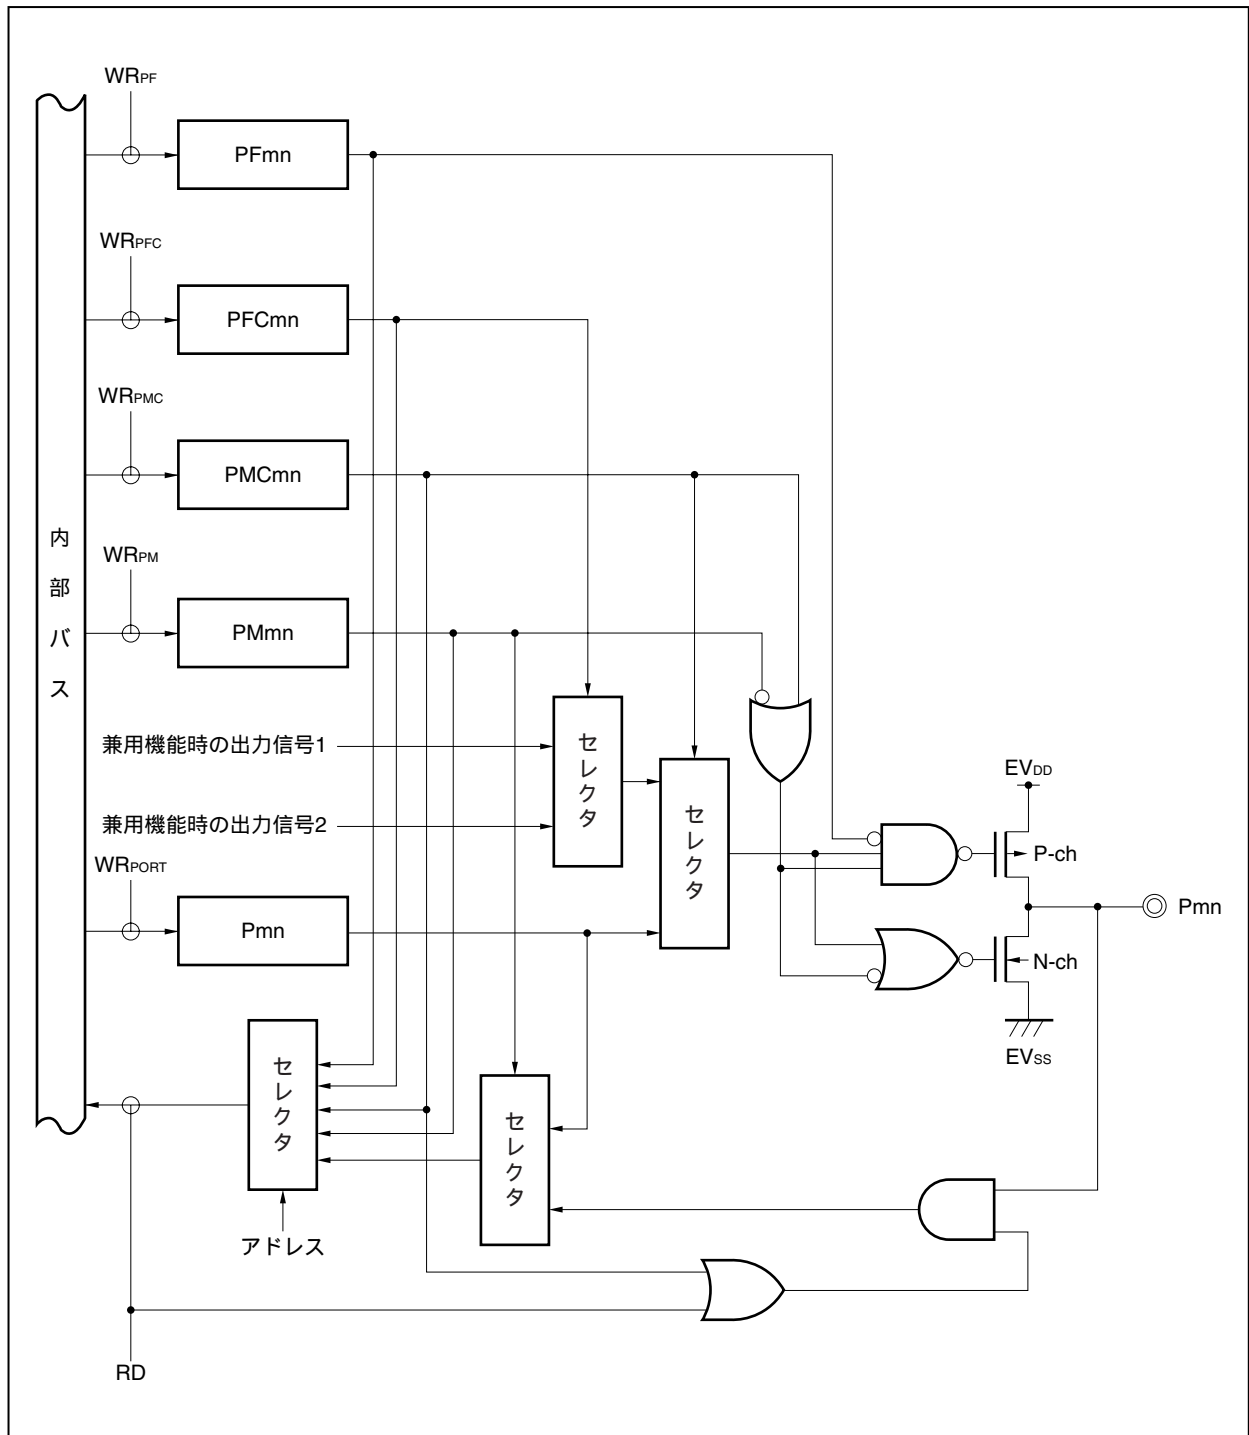 WRPF
PFmn
WRPFC
PFCmn
WRPMC
PMCmn
内部バス
WRPM
PMmn
兼用機能時の出力信号1
セレクタ
兼用機能時の出力信号2
セレクタ
EVDD
P-ch
WRPORT
Pmn
Pmn
N-ch
EVSS
セレクタ
セレクタ
アドレス
RD